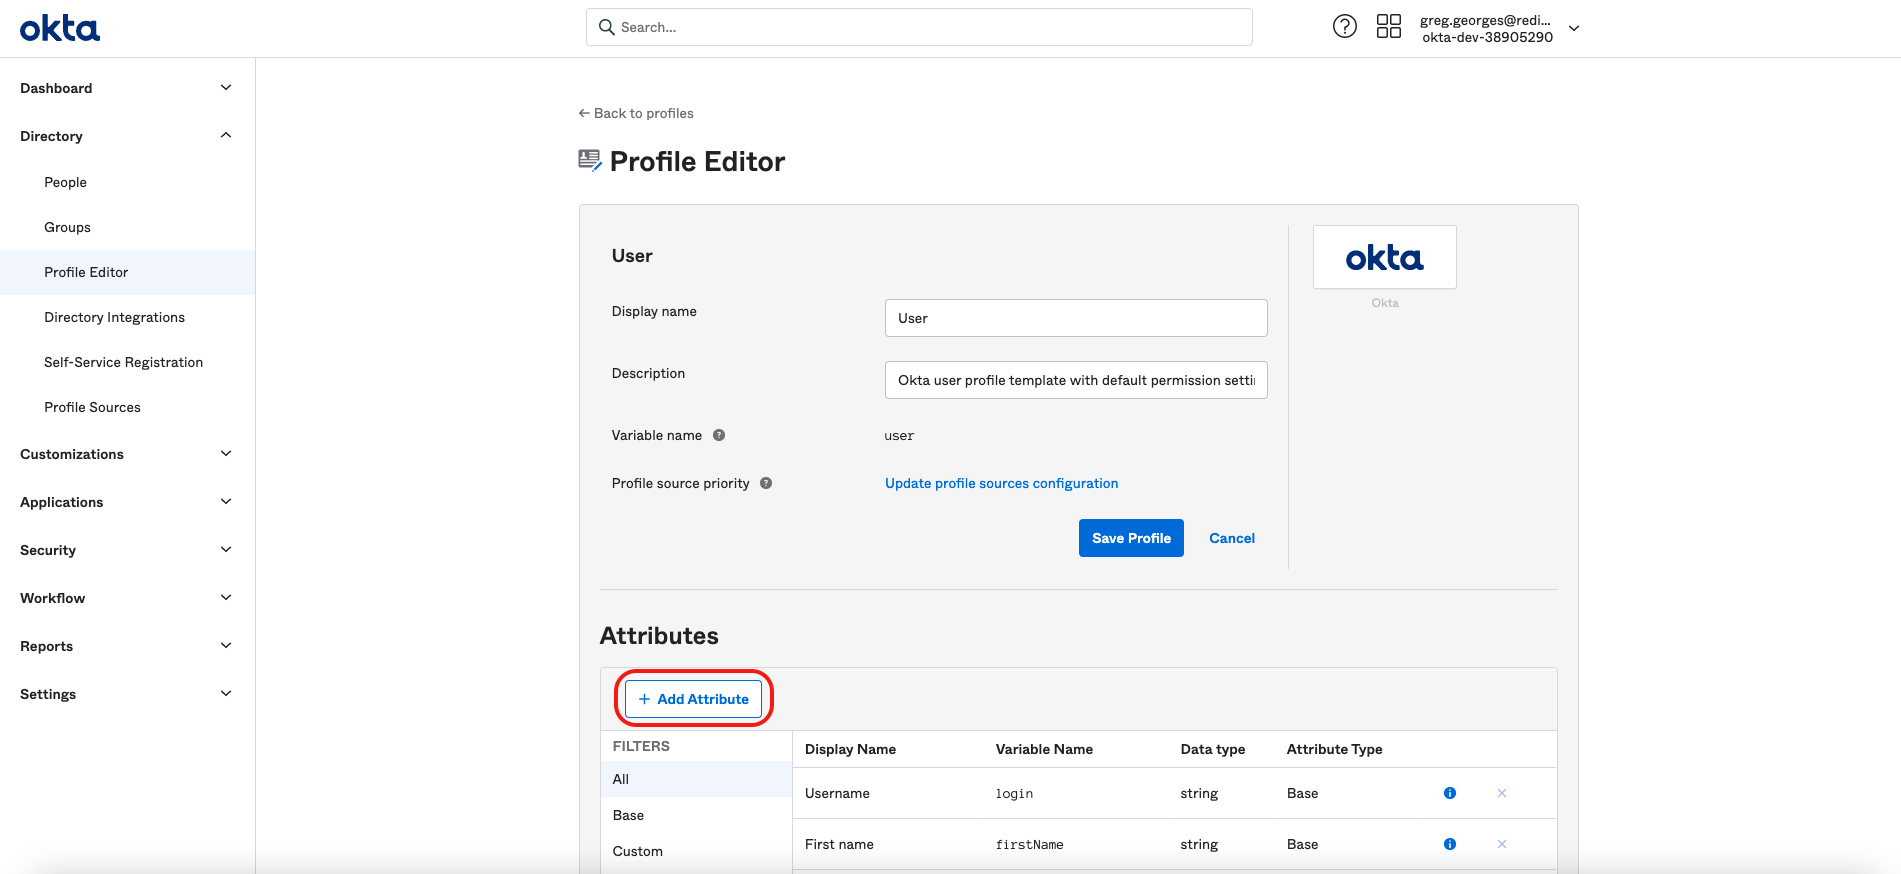 okta
Search...
greg.georges@redi...
okta-dev-38905290
Dashboard
Directory
People
Groups
Profile Editor
Directory Integrations
Self-Service Registration
Profile Sources
Customizations
Applications
Security
Workflow
Reports
Settings
← Back to profiles
Profile Editor
User
Display name
User
Description
Okta user profile template with default permission setti
Variable name
user
Profile source priority
Update profile sources configuration
Save Profile Cancel
okta
Okta
Attributes
+ Add Attribute
FILTERS
All
Base
Custom
Display Name Variable Name Data type Attribute Type
Username login string Base
First name firstName string Base